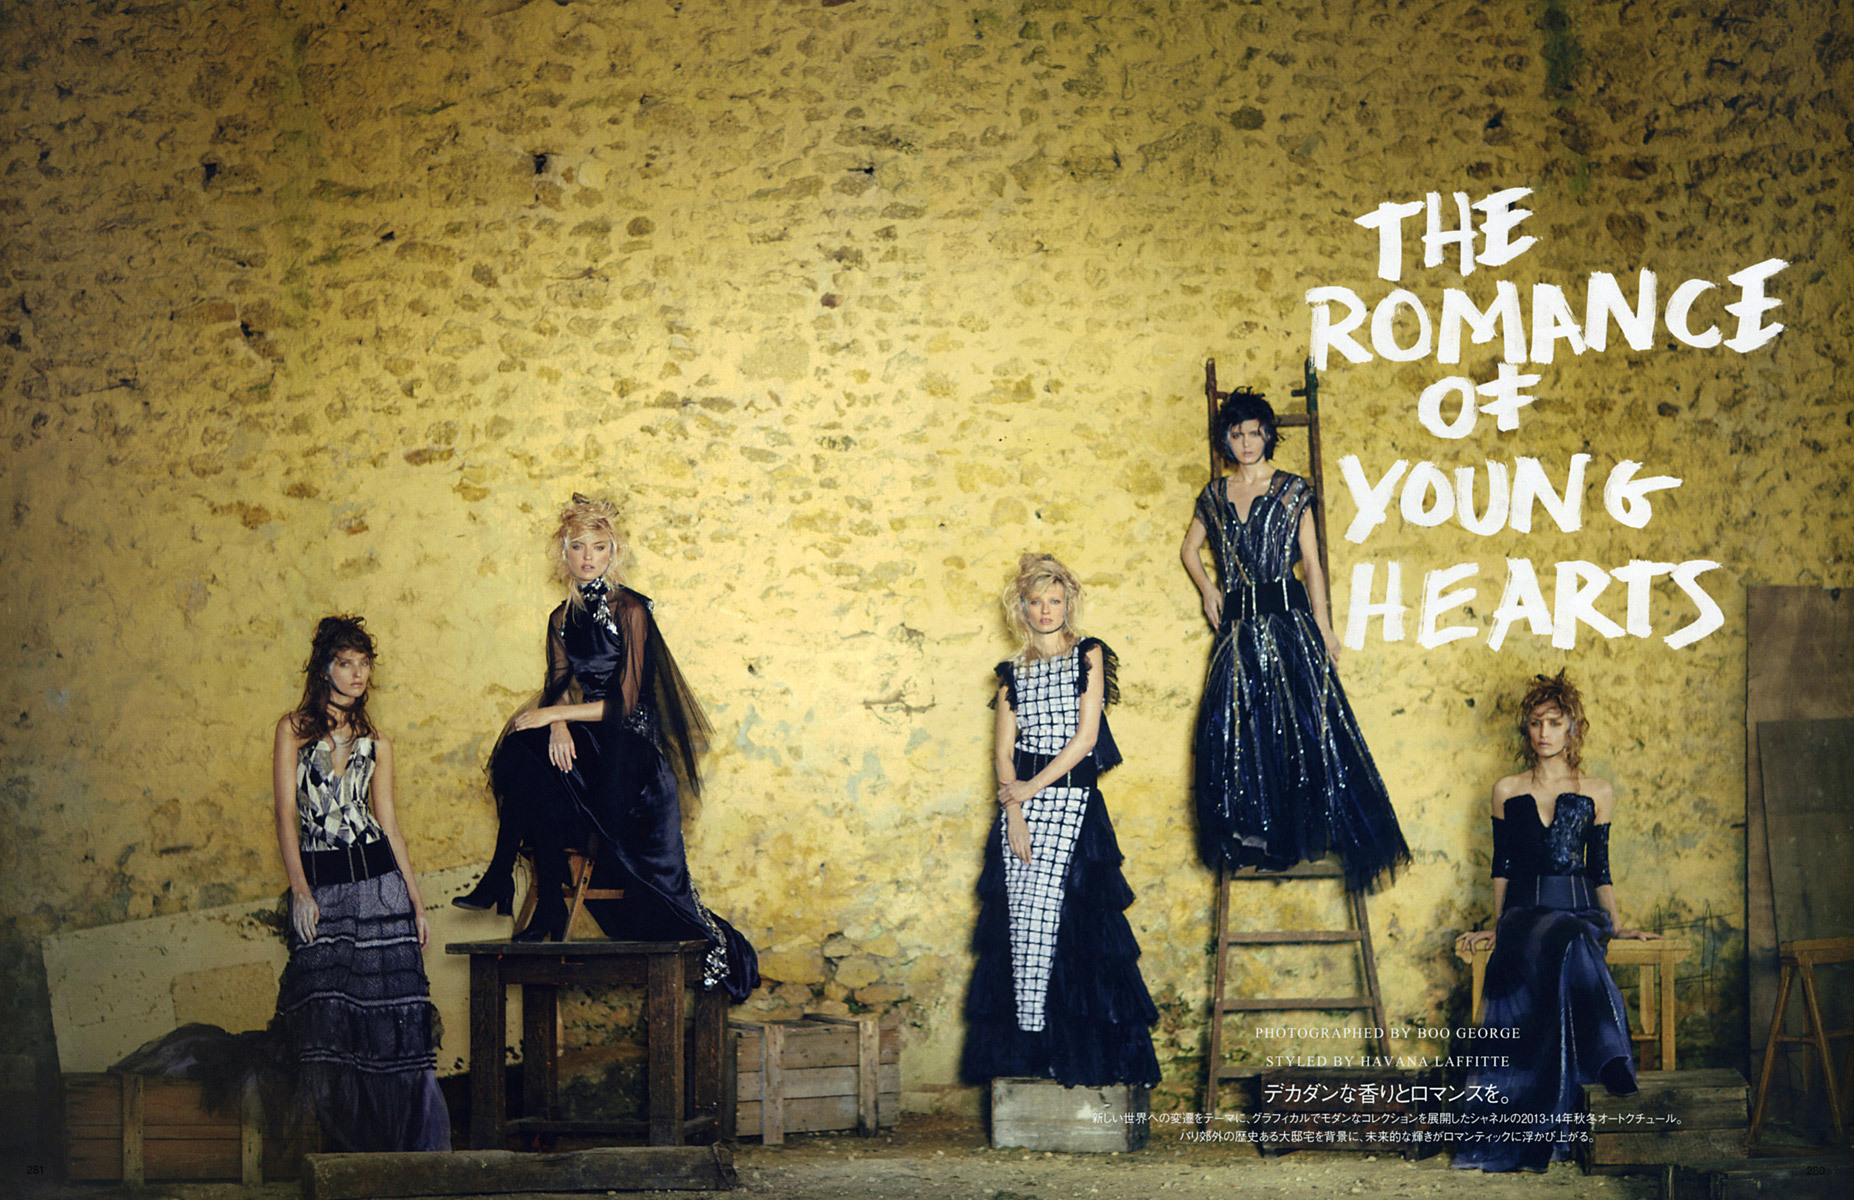 THE
ROMANCE
OF
YOUNG
HEARTS
PHOTOGRAPHED BY BOO GEORGE
STYLED BY HAVANA LAFFITTE
デカダンな香りとロマンスを。
新しい世界への変遷をテーマに、グラフィカルでモダンなコレクションを展開したシャネルの2013-14年秋冬オートクチュール。
パリ郊外の歴史ある大邸宅を背景に、未来的な輝きがロマンティックに浮かび上がる。
281
280